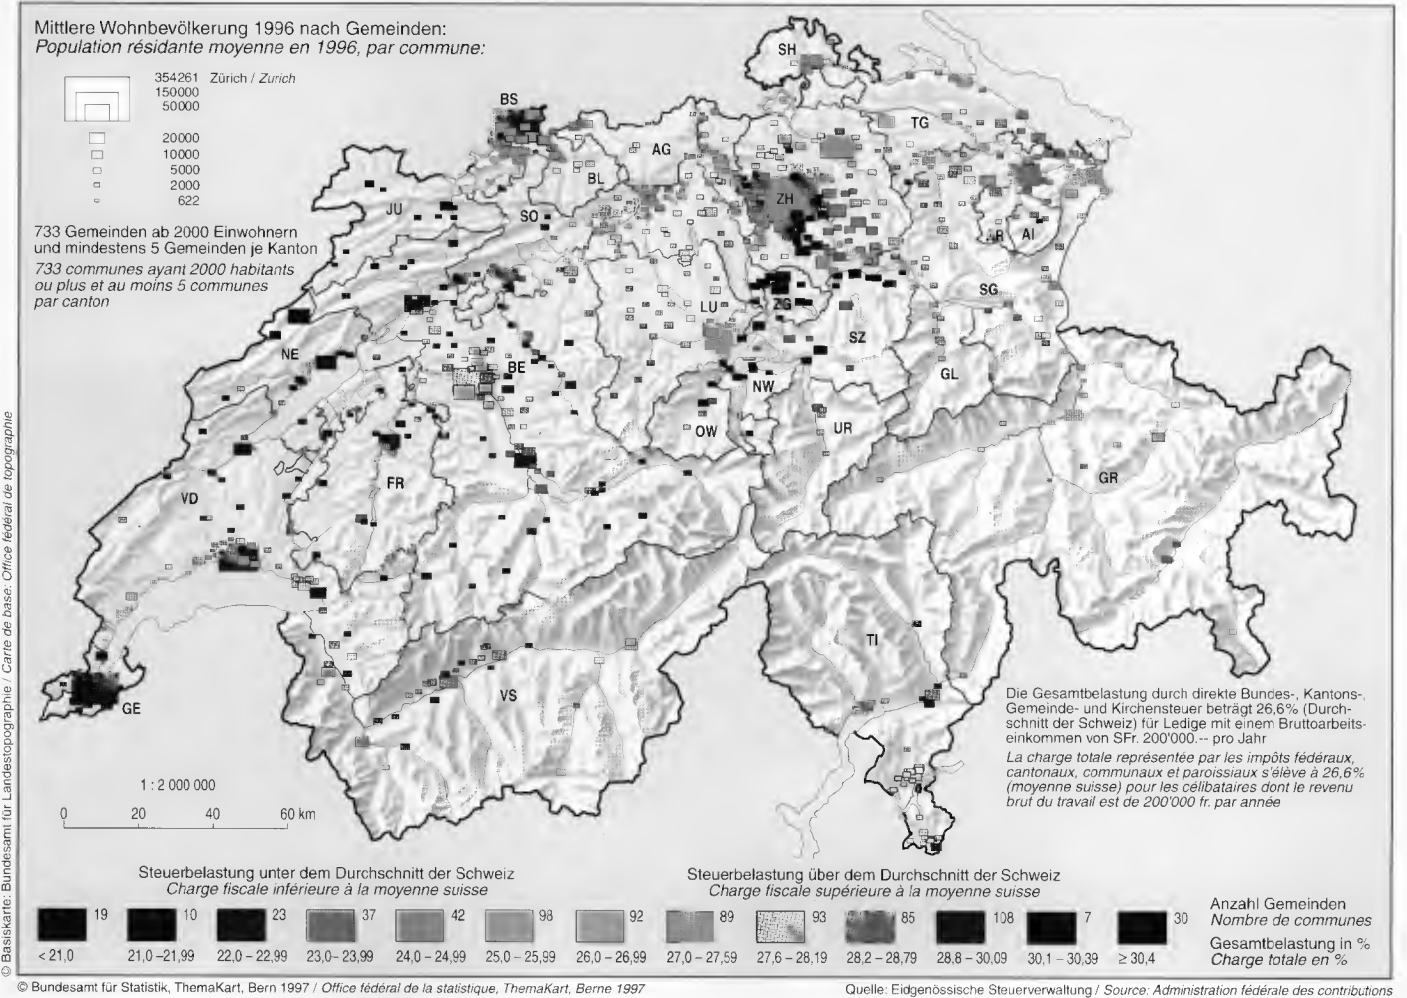 Mittlere Wohnbevölkerung 1996 nach Gemeinden:
Population résidante moyenne en 1996, par commune:
354261 Zürich / Zurich
150000
50000
20000
10000
5000
2000
622
733 Gemeinden ab 2000 Einwohnern
und mindestens 5 Gemeinden je Kanton
733 communes ayant 2000 habitants
ou plus et au moins 5 communes
par canton
SH
BS
TG
AG
BL
ZH
JU
SO
AR
AI
SG
LU
ZG
SZ
NE
BE
NW
GL
OW
UR
GR
FR
VD
TI
VS
GE
Die Gesamtbelastung durch direkte Bundes-, Kantons-,
Gemeinde- und Kirchensteuer beträgt 26,6% (Durch-
schnitt der Schweiz) für Ledige mit einem Bruttoarbeits-
einkommen von SFr. 200'000.-- pro Jahr
La charge totale représentée par les impôts fédéraux,
cantonaux, communaux et paroissiaux s'élève à 26,6%
(moyenne suisse) pour les célibataires dont le revenu
brut du travail est de 200'000 fr. par année
1 : 2 000 000
0 20 40 60 km
Steuerbelastung unter dem Durchschnitt der Schweiz
Charge fiscale inférieure à la moyenne suisse
Steuerbelastung über dem Durchschnitt der Schweiz
Charge fiscale supérieure à la moyenne suisse
19 10 23 37 42 98 92 89 93 85 108 7 30
Anzahl Gemeinden
Nombre de communes
< 21,0 21,0 – 21,99 22,0 – 22,99 23,0 – 23,99 24,0 – 24,99 25,0 – 25,99 26,0 – 26,99 27,0 – 27,59 27,6 – 28,19 28,2 – 28,79 28,8 – 30,09 30,1 – 30,39 ≥ 30,4
Gesamtbelastung in %
Charge totale en %
© Basiskarte: Bundesamt für Landestopographie / Carte de base: Office fédéral de topographie
© Bundesamt für Statistik, ThemaKart, Bern 1997 / Office fédéral de la statistique, ThemaKart, Berne 1997
Quelle: Eidgenössische Steuerverwaltung / Source: Administration fédérale des contributions